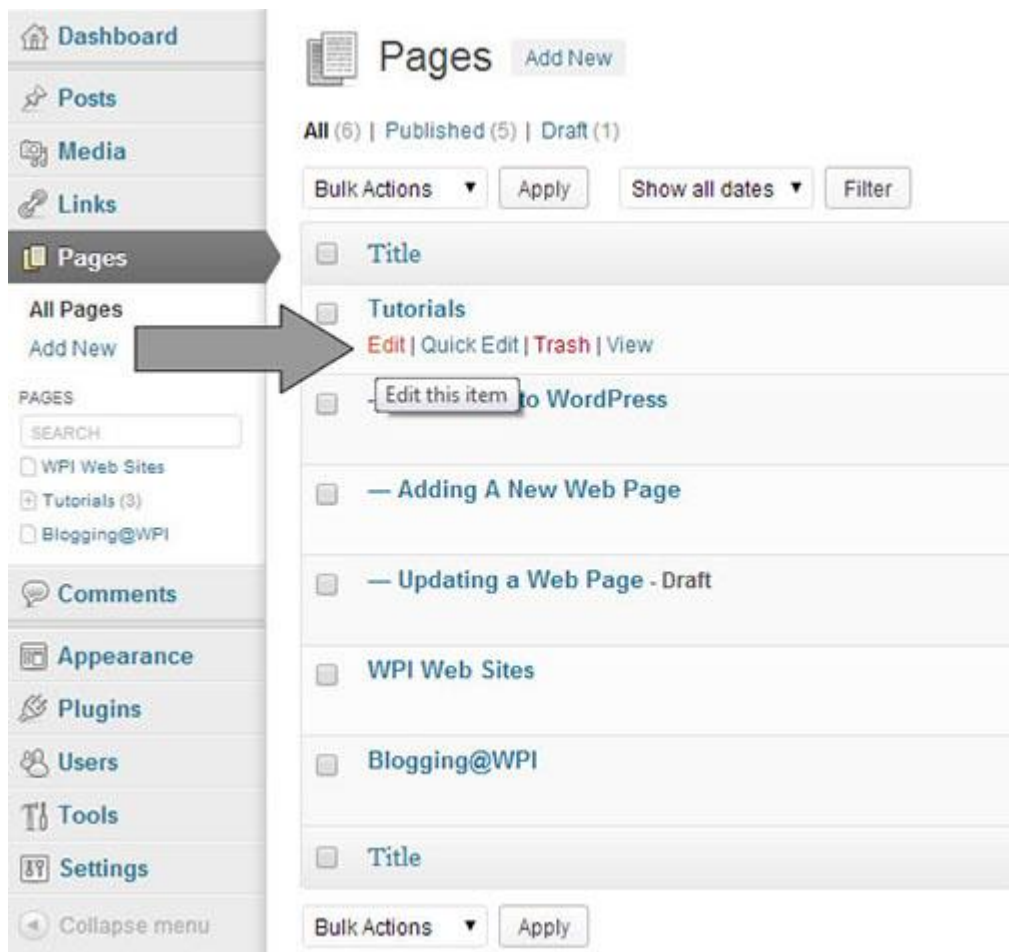 Dashboard
Posts
Media
Links
Pages
All Pages
Add New
PAGES
SEARCH
WPI Web Sites
Tutorials (3)
Blogging@WPI
Comments
Appearance
Plugins
Users
Tools
Settings
Collapse menu
Pages Add New
All (6) | Published (5) | Draft (1)
Bulk Actions Apply Show all dates Filter
Title
Tutorials
Edit | Quick Edit | Trash | View
Edit this item
to WordPress
— Adding A New Web Page
— Updating a Web Page - Draft
WPI Web Sites
Blogging@WPI
Title
Bulk Actions Apply